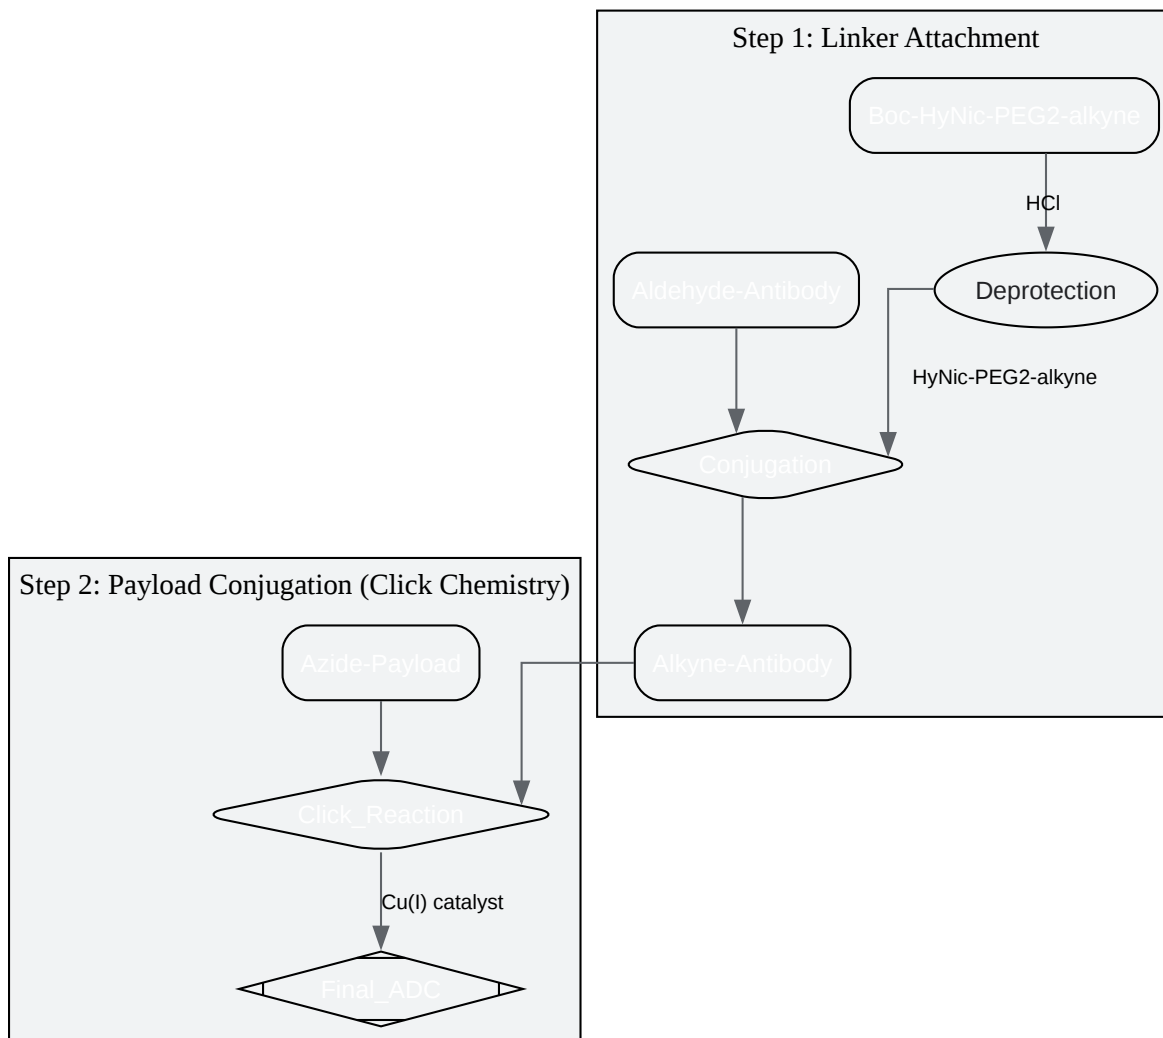 Step 1: Linker Attachment
Boc-HyNic-PEG2-alkyne
HCl
Aldehyde-Antibody
Deprotection
HyNic-PEG2-alkyne
Conjugation
Step 2: Payload Conjugation (Click Chemistry)
Azide-Payload
Alkyne-Antibody
Click_Reaction
Cu(I) catalyst
Final_ADC